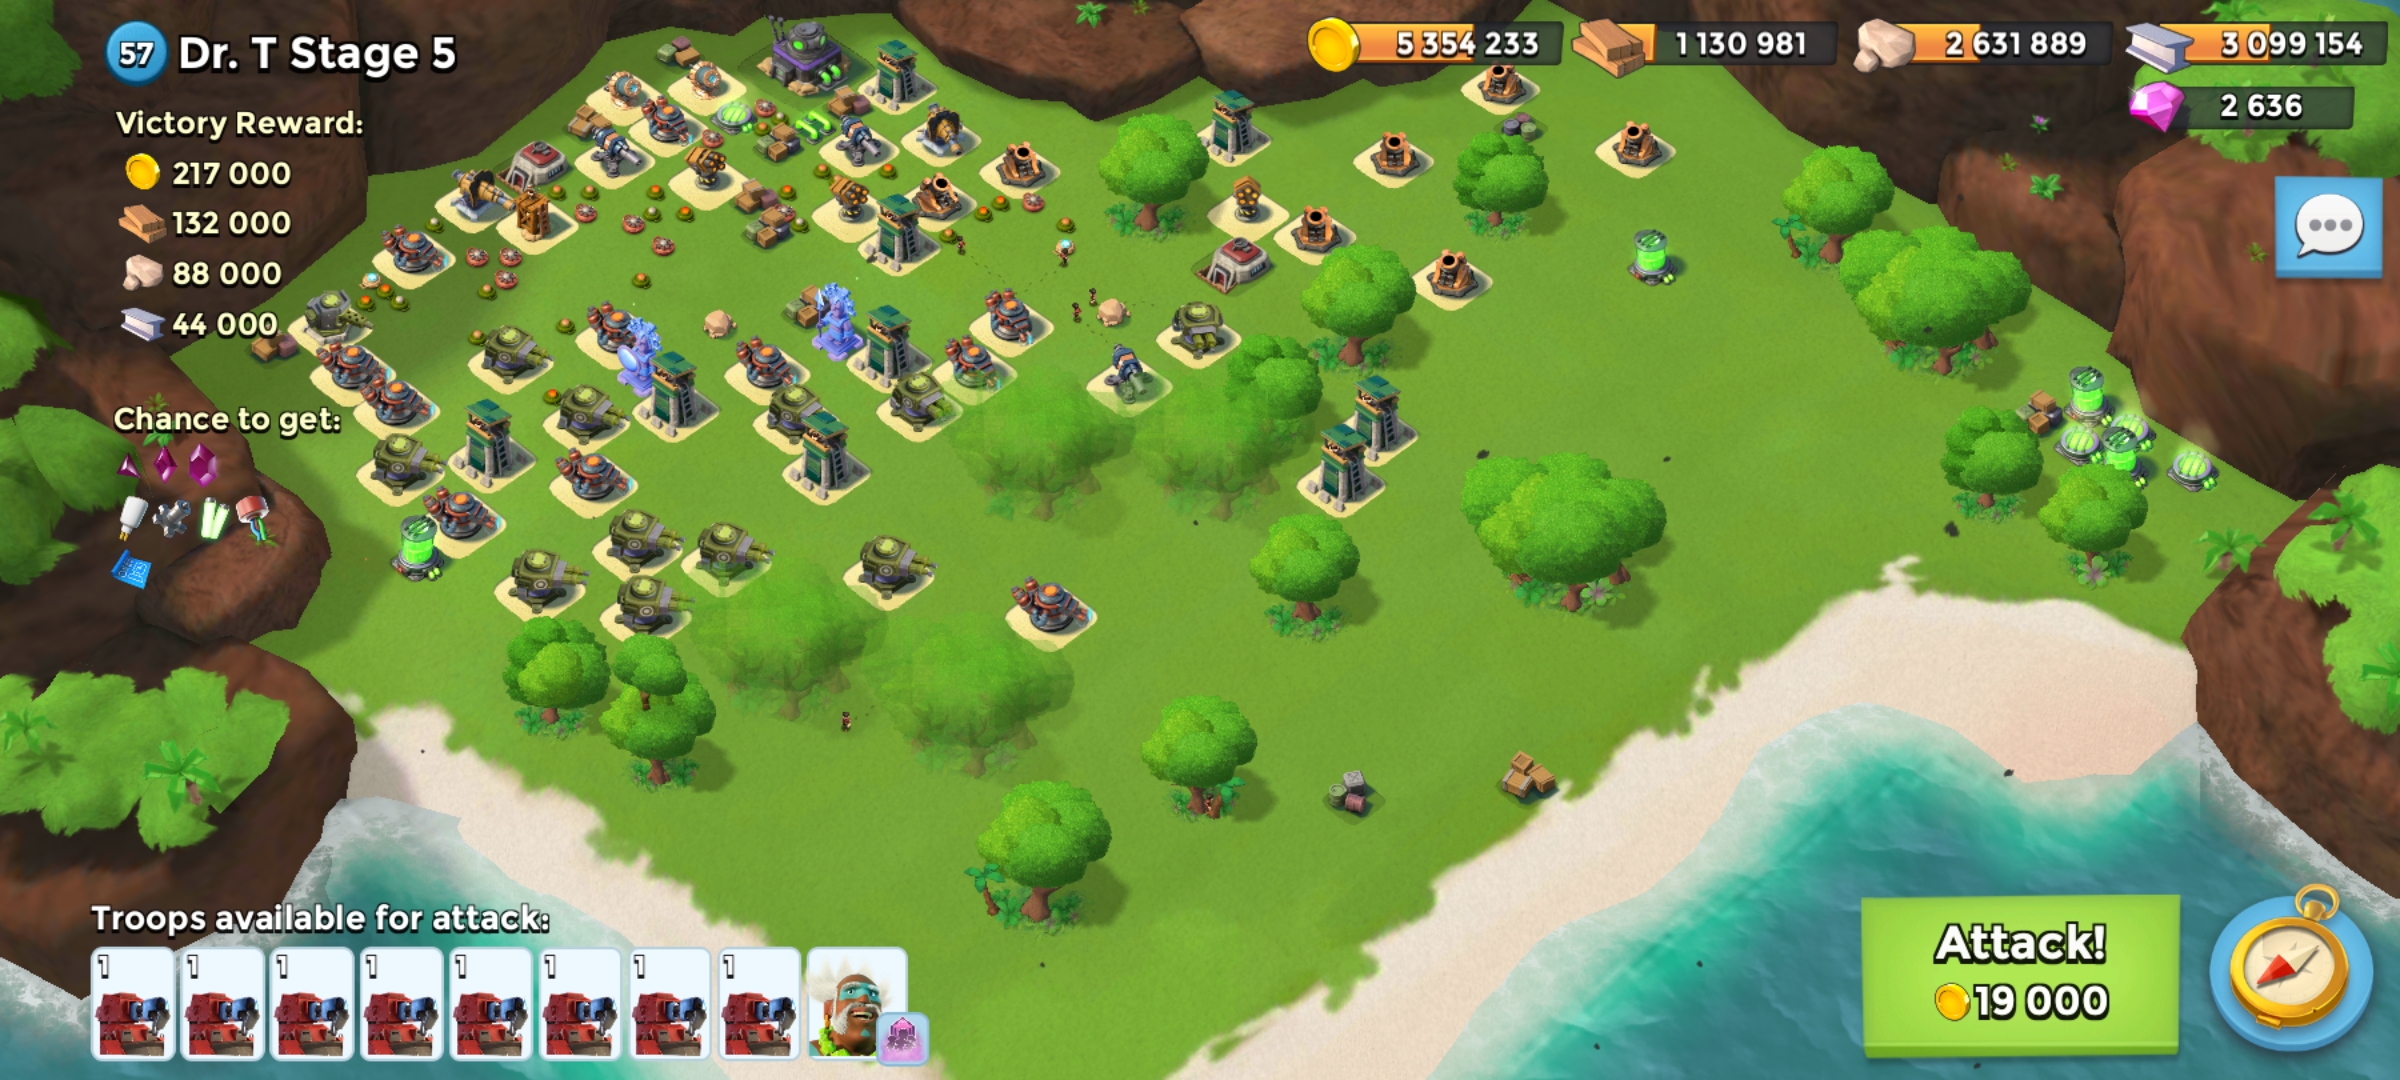 57 Dr. T Stage 5
5 354 233
1 130 981
2 631 889
3 099 154
2 636
Victory Reward:
217 000
132 000
88 000
44 000
Chance to get:
Troops available for attack:
1 1 1 1 1 1 1 1
Attack!
19 000